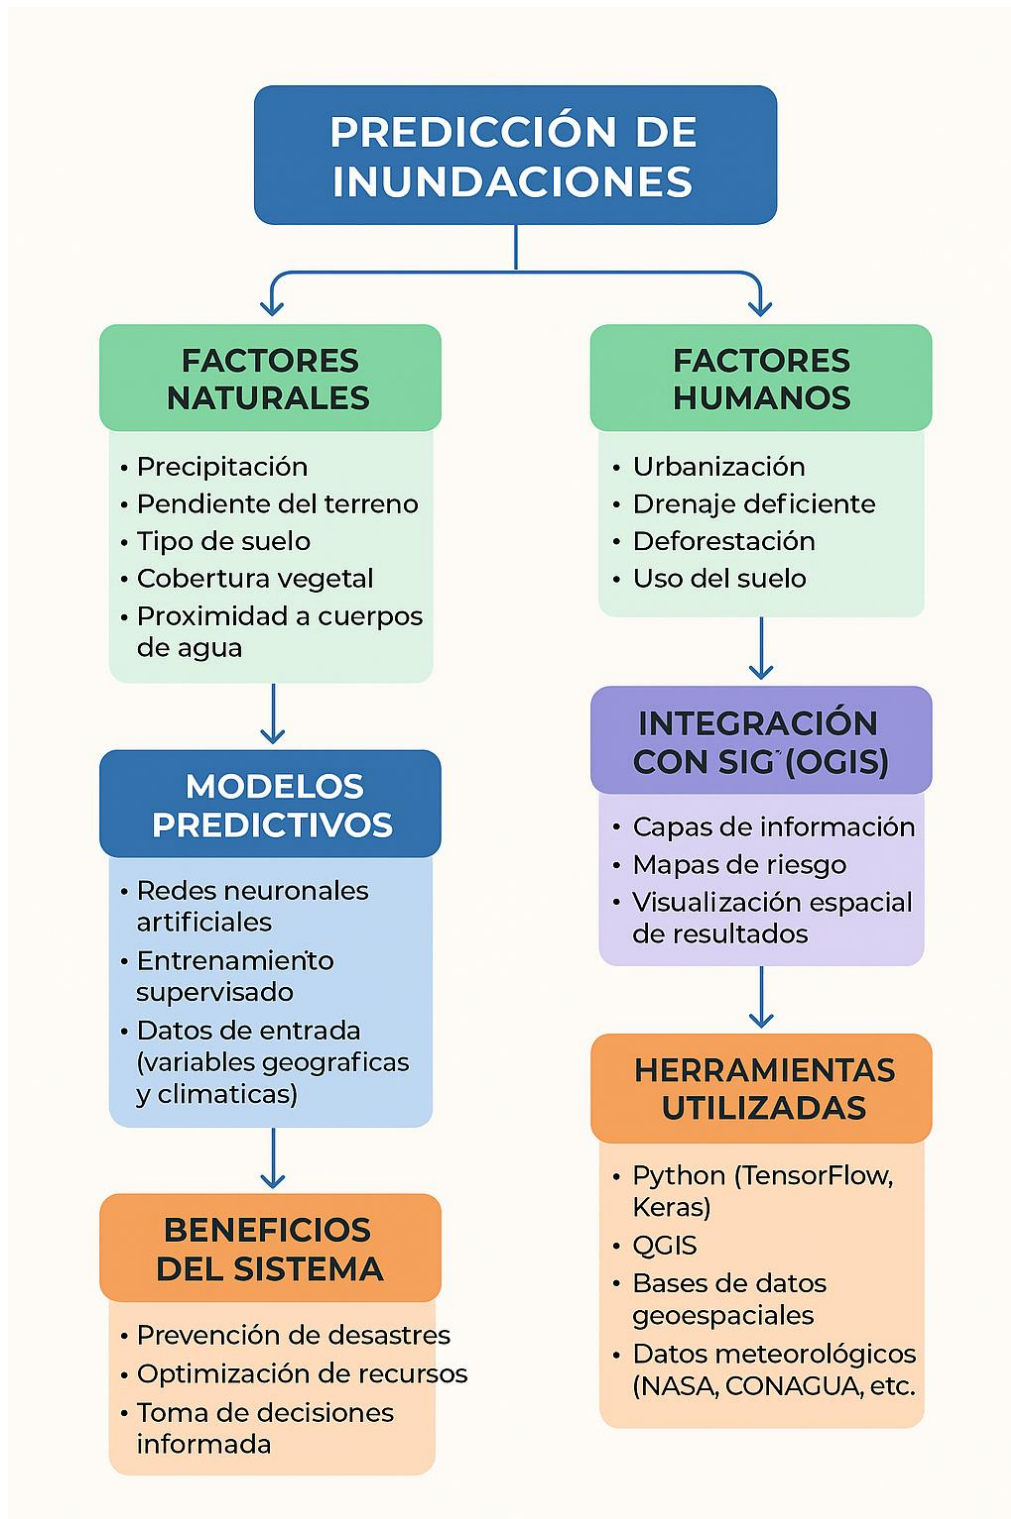 PREDICCIÓN DE
INUNDACIONES
FACTORES
NATURALES
• Precipitación
• Pendiente del terreno
• Tipo de suelo
• Cobertura vegetal
• Proximidad a cuerpos
de agua
MODELOS
PREDICTIVOS
• Redes neuronales
artificiales
• Entrenamiento
supervisado
• Datos de entrada
(variables geograficas
y climaticas)
BENEFICIOS
DEL SISTEMA
• Prevención de desastres
• Optimización de recursos
• Toma de decisiones
informada
FACTORES
HUMANOS
• Urbanización
• Drenaje deficiente
• Deforestación
• Uso del suelo
INTEGRACIÓN
CON SIG (OGIS)
• Capas de información
• Mapas de riesgo
• Visualización espacial
de resultados
HERRAMIENTAS
UTILIZADAS
• Python (TensorFlow,
Keras)
• QGIS
• Bases de datos
geoespaciales
• Datos meteorológicos
(NASA, CONAGUA, etc.